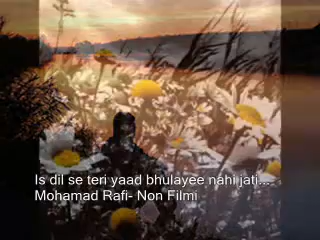 Is dil se teri yaad bhulayee nahi jati...
Mohamad Rafi- Non Filmi